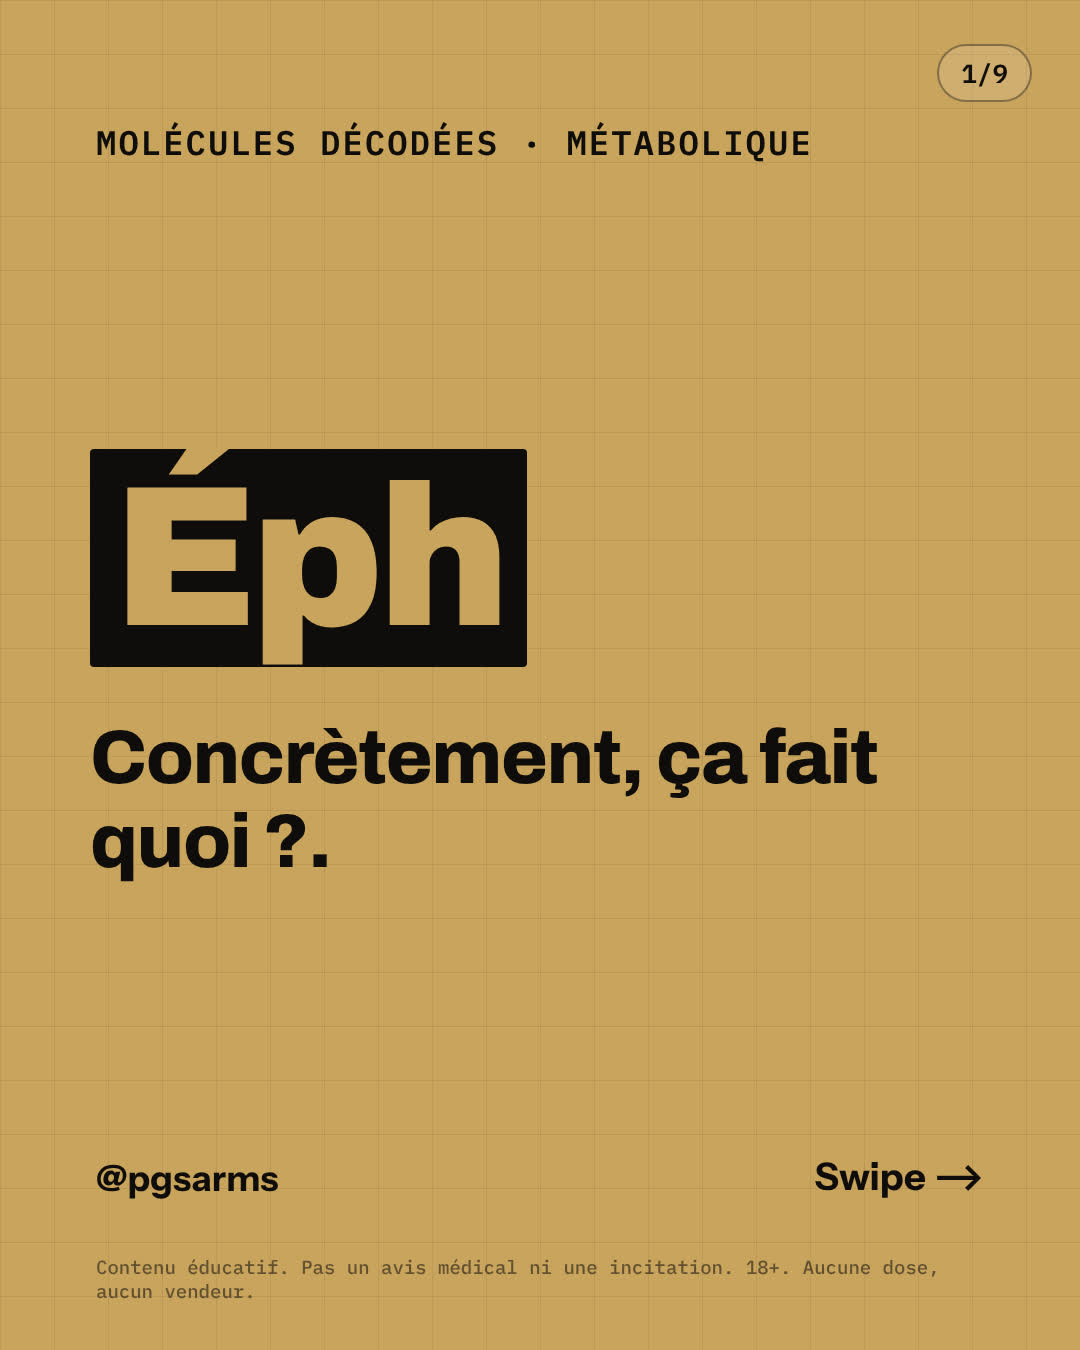 1/9
MOLÉCULES DÉCODÉES · MÉTABOLIQUE
Éph
Concrètement, ça fait
quoi ?.
@pgsarms
Swipe →
Contenu éducatif. Pas un avis médical ni une incitation. 18+. Aucune dose,
aucun vendeur.